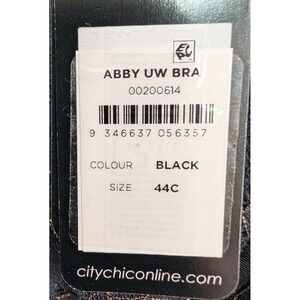 ABBY UW BRA
00200614
9 346637 056357
COLOUR BLACK
SIZE 44C
citychiconline.com